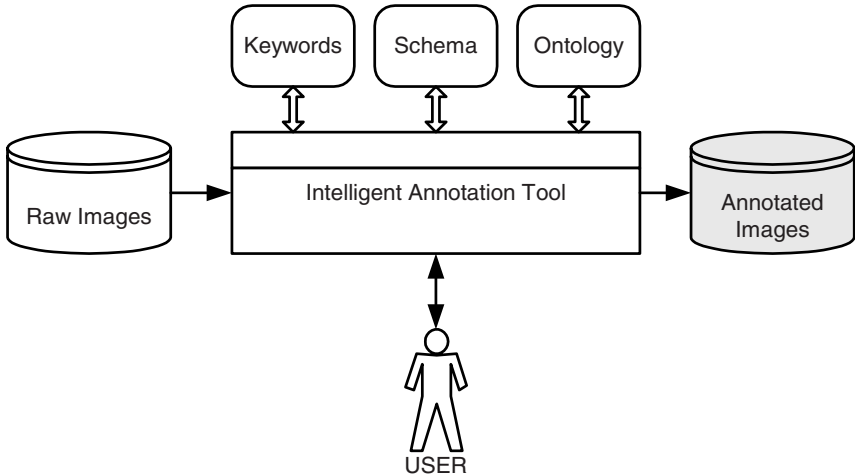 Keywords
Schema
Ontology
Raw Images
Intelligent Annotation Tool
Annotated
Images
USER